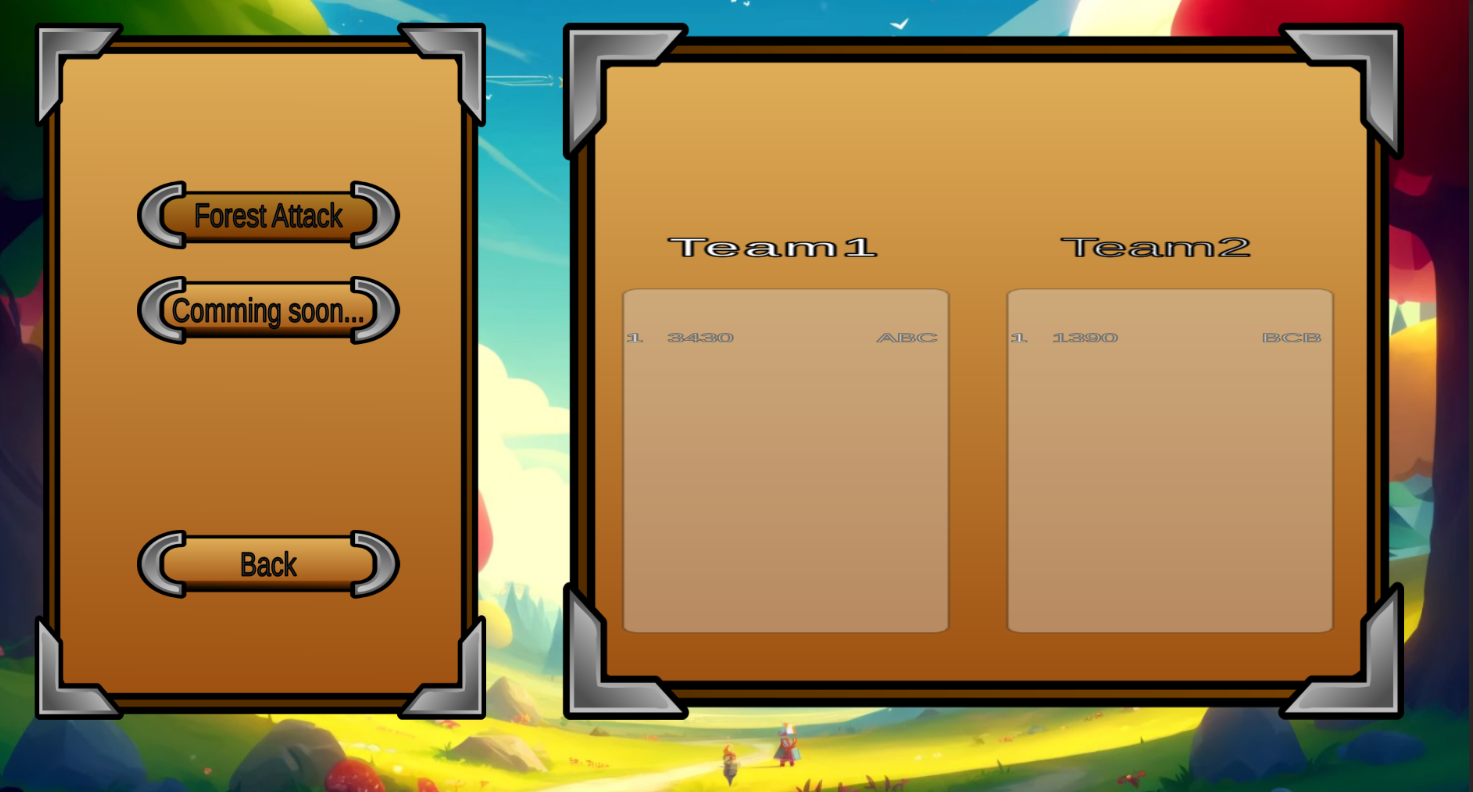 Forest Attack
Comming soon...
Back
Team1
1 3430 ABC
Team2
1 1390 BCB